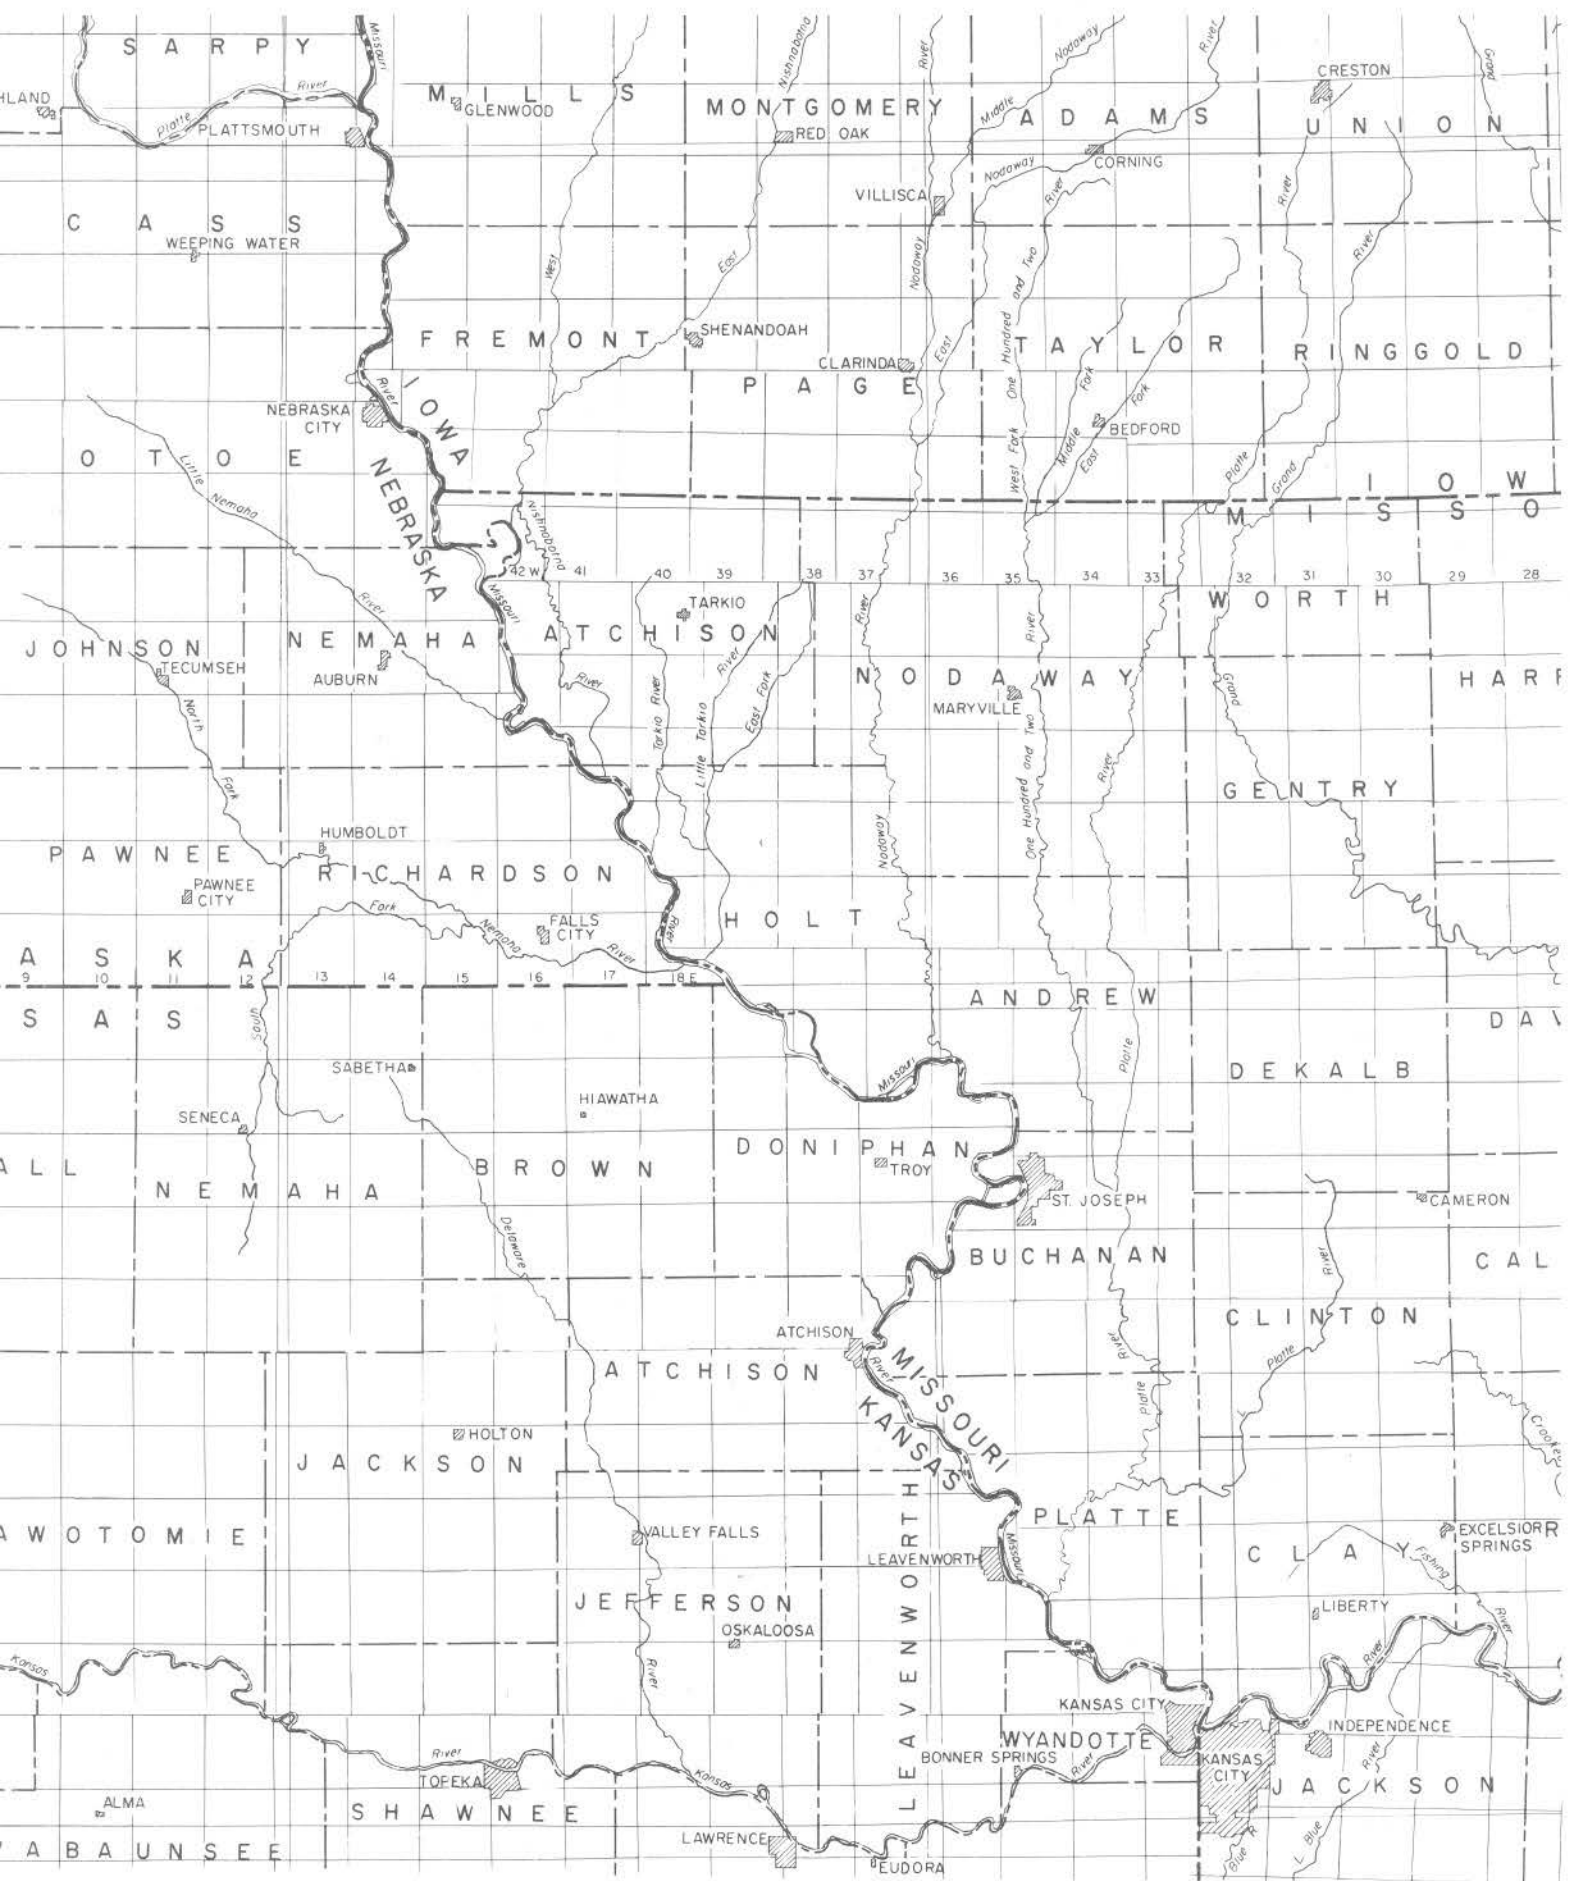 SARPY
Missouri
River
Platte
HLAND
PLATTSMOUTH
MILLS
GLENWOOD
Nishnabotna
MONTGOMERY
RED OAK
River
Nodaway
Middle
River
ADAMS
CORNING
Nodaway
CRESTON
UNION
Grand
CASS
WEEPING WATER
West
East
VILLISCA
Nodaway
River
River
River
FREMONT
SHENANDOAH
CLARINDA
East
West Fork One Hundred and Two
TAYLOR
RINGGOLD
PAGE
Middle Fork
East Fork
BEDFORD
River
NEBRASKA
CITY
IOWA
NEBRASKA
OTOE
Little Nemaha
Platte
Grand
IOW
MISSO
Nishnabotna
42 W 41 40 39 38 37 36 35 34 33 32 31 30 29 28
Missouri
River
TARKIO
WORTH
JOHNSON
TECUMSEH
NEMAHA
AUBURN
ATCHISON
River
River
River
River
NODAWAY
MARYVILLE
HARR
North
Fork
Tarkio River
Little Tarkio
East Fork
Grand
One Hundred and Two
River
GENTRY
HUMBOLDT
PAWNEE
RICHARDSON
PAWNEE
CITY
Nodaway
Fork
Nemaha
River
FALLS
CITY
River
HOLT
ASKA
9 10 11 12 13 14 15 16 17 18 E
SAS
South
ANDREW
DAV
Platte
DEKALB
SABETHA
HIAWATHA
Missouri
SENECA
DONIPHAN
TROY
ALL
NEMAHA
BROWN
ST. JOSEPH
CAMERON
Delaware
BUCHANAN
River
CAL
CLINTON
ATCHISON
River
River
Platte
ATCHISON
MISSOURI
KANSAS
Platte
HOLTON
JACKSON
Crooked
AWOTOMIE
VALLEY FALLS
LEAVENWORTH
PLATTE
LEAVENWORTH
Missouri
CLAY
Fishing
EXCELSIOR
SPRINGS
R
JEFFERSON
OSKALOOSA
LIBERTY
River
River
Kansas
River
KANSAS CITY
WYANDOTTE
BONNER SPRINGS
River
INDEPENDENCE
KANSAS
CITY
River
JACKSON
River
TOPEKA
Kansas
ALMA
SHAWNEE
LAWRENCE
EUDORA
Blue R
L Blue
VABAUNSEE